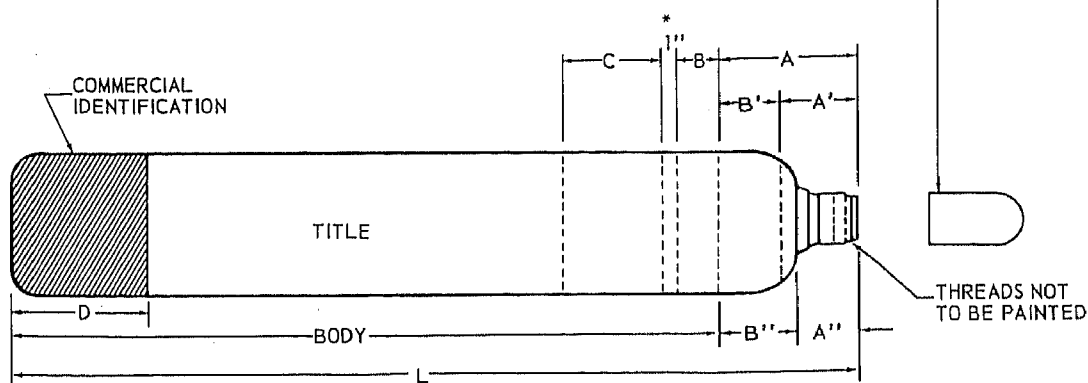 *
1"
C
B
A
COMMERCIAL
IDENTIFICATION
B'
A'
TITLE
THREADS NOT
TO BE PAINTED
D
BODY
B"
A"
L